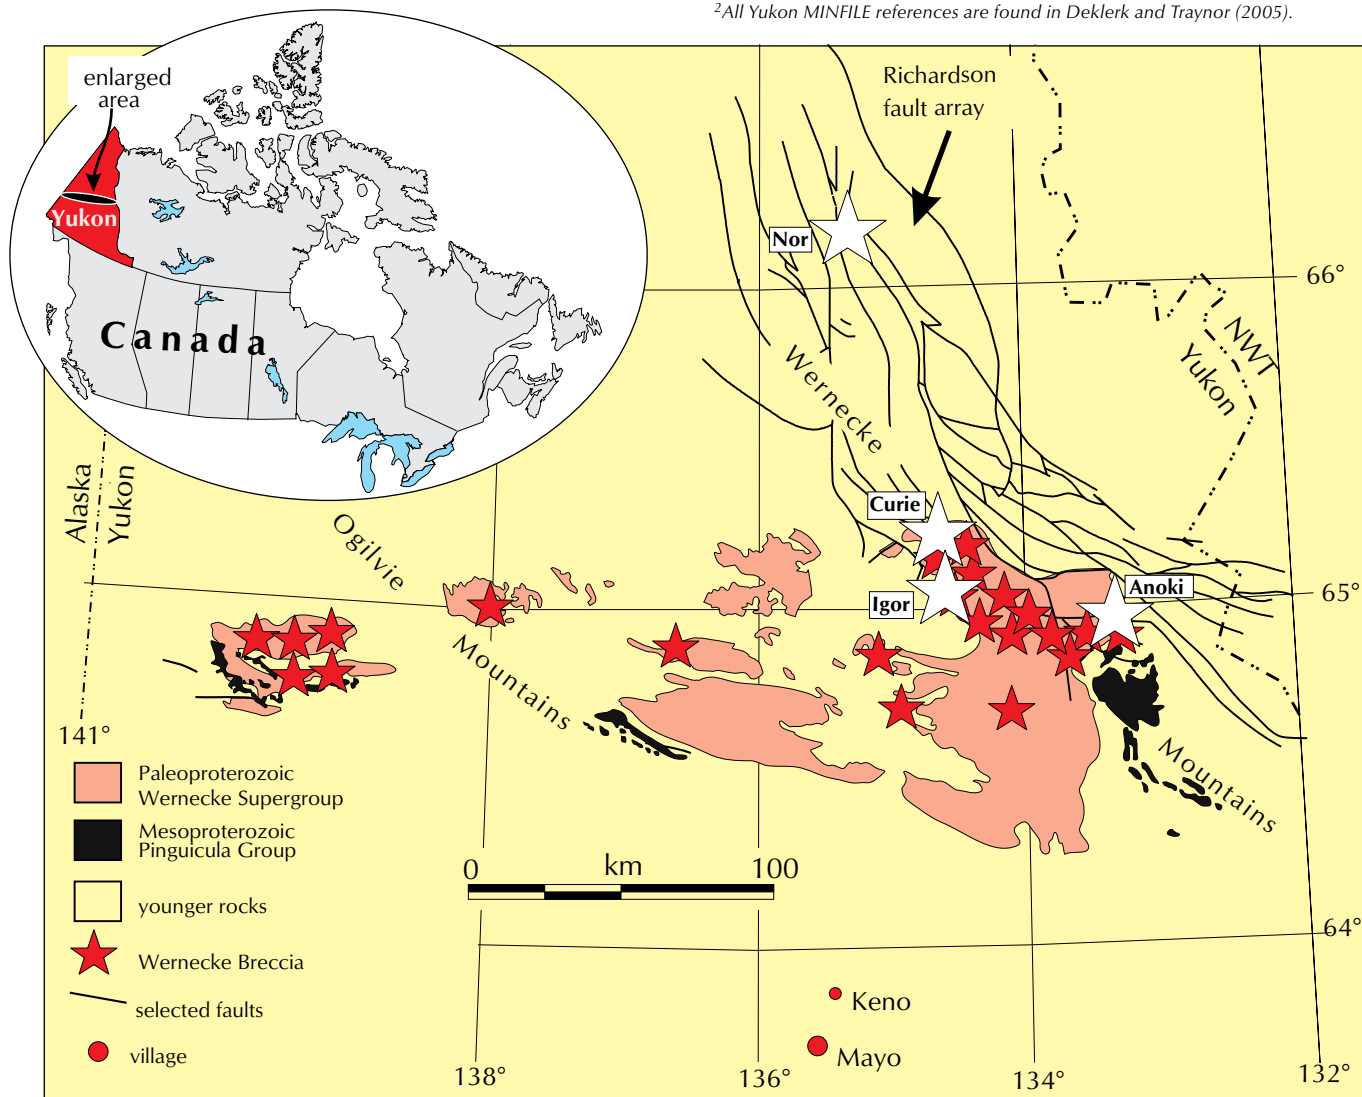 2All Yukon MINFILE references are found in Deklerk and Traynor (2005).
enlarged
area
Yukon
Canada
Richardson
fault array
Nor
66°
NWT
Yukon
Wernecke
Alaska
Yukon
Ogilvie
Curie
Igor
Anoki
65°
Mountains
141°
Mountains
Paleoproterozoic
Wernecke Supergroup
Mesoproterozoic
Pinguicula Group
younger rocks
Wernecke Breccia
selected faults
village
0 km 100
64°
Keno
Mayo
138°
136°
134°
132°